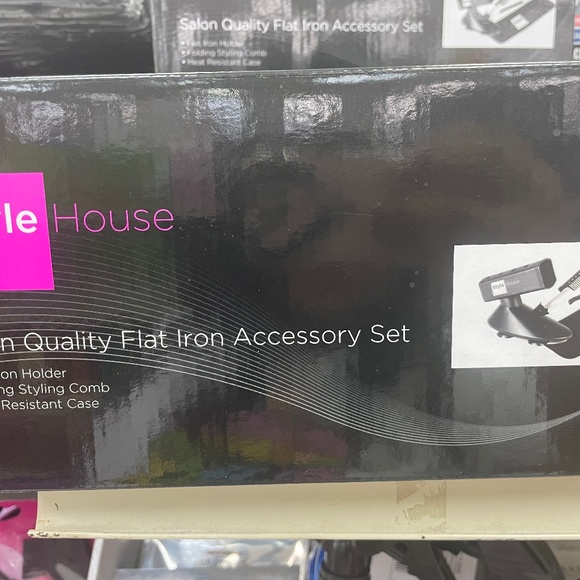 Salon Quality Flat Iron Accessory Set
• Flat Iron Holder
• Folding Styling Comb
• Heat Resistant Case
le House
n Quality Flat Iron Accessory Set
on Holder
ng Styling Comb
Resistant Case
Style House